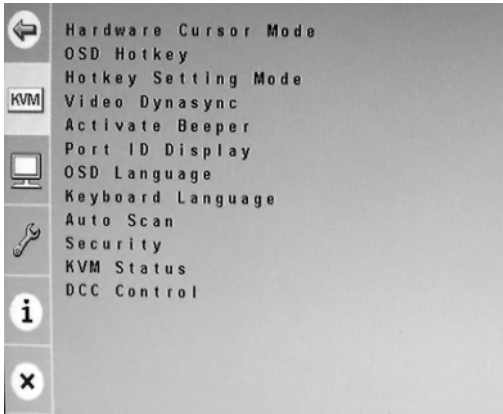 Hardware Cursor Mode
OSD Hotkey
Hotkey Setting Mode
KVM
Video Dynasync
Activate Beeper
Port ID Display
OSD Language
Keyboard Language
Auto Scan
Security
KVM Status
DCC Control
i